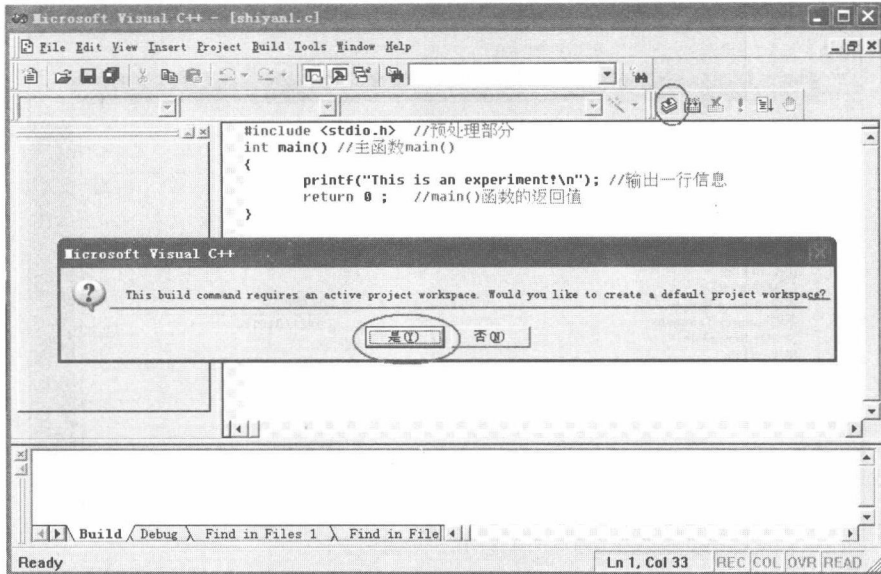 Microsoft Visual C++ - [shiyan1.c]
File Edit View Insert Project Build Tools Window Help
#include <stdio.h> //预处理部分
int main() //主函数main()
{
printf("This is an experiment!\n"); //输出一行信息
return 0 ; //main()函数的返回值
}
Microsoft Visual C++
This build command requires an active project workspace. Would you like to create a default project workspace?
是(Y) 否(N)
Build Debug Find in Files 1 Find in File
Ready Ln 1, Col 33 REC COL OVR READ